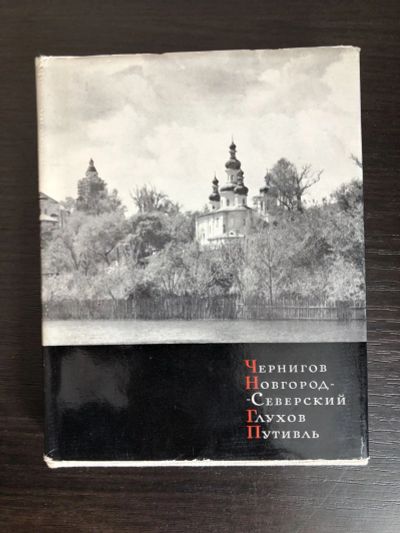 Чернигов
Новгород-
-Северский
Глухов
Путивль